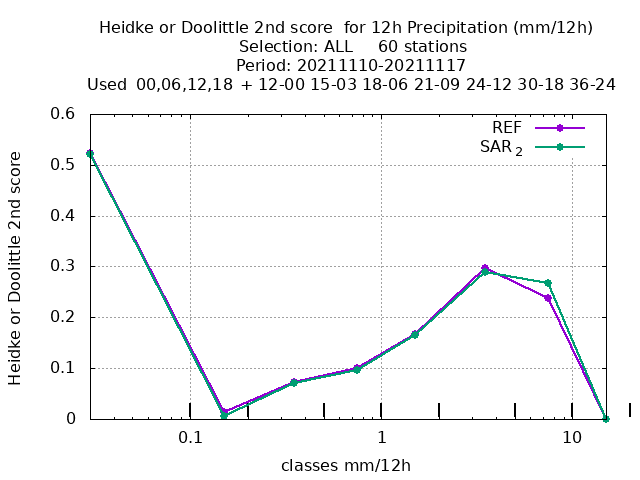 Heidke or Doolittle 2nd score  for 12h Precipitation (mm/12h)
Selection: ALL     60 stations
Period: 20211110-20211117
Used  00,06,12,18  + 12-00 15-03 18-06 21-09 24-12 30-18 36-24
REF
SAR 2
0.6
0.5
0.4
0.3
0.2
0.1
0
Heidke or Doolittle 2nd score
0.1
1
10
classes mm/12h